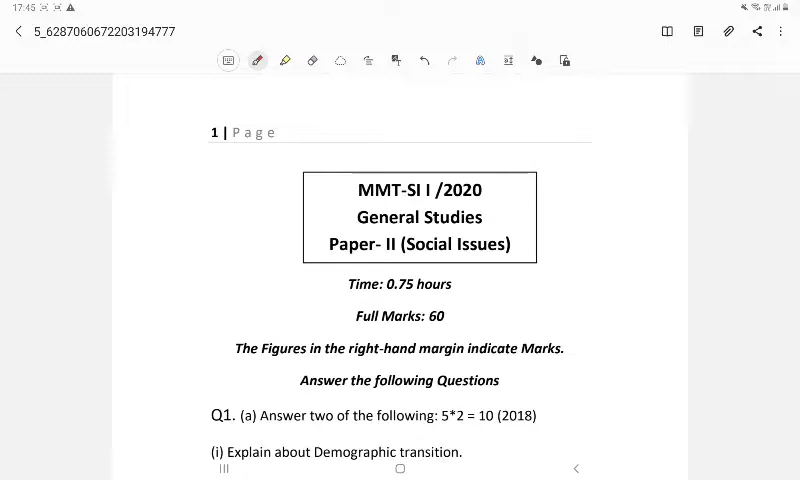 17:45
5_6287060672203194777
1 | Page
MMT-SI I /2020
General Studies
Paper- II (Social Issues)
Time: 0.75 hours
Full Marks: 60
The Figures in the right-hand margin indicate Marks.
Answer the following Questions
Q1. (a) Answer two of the following: 5*2 = 10 (2018)
(i) Explain about Demographic transition.